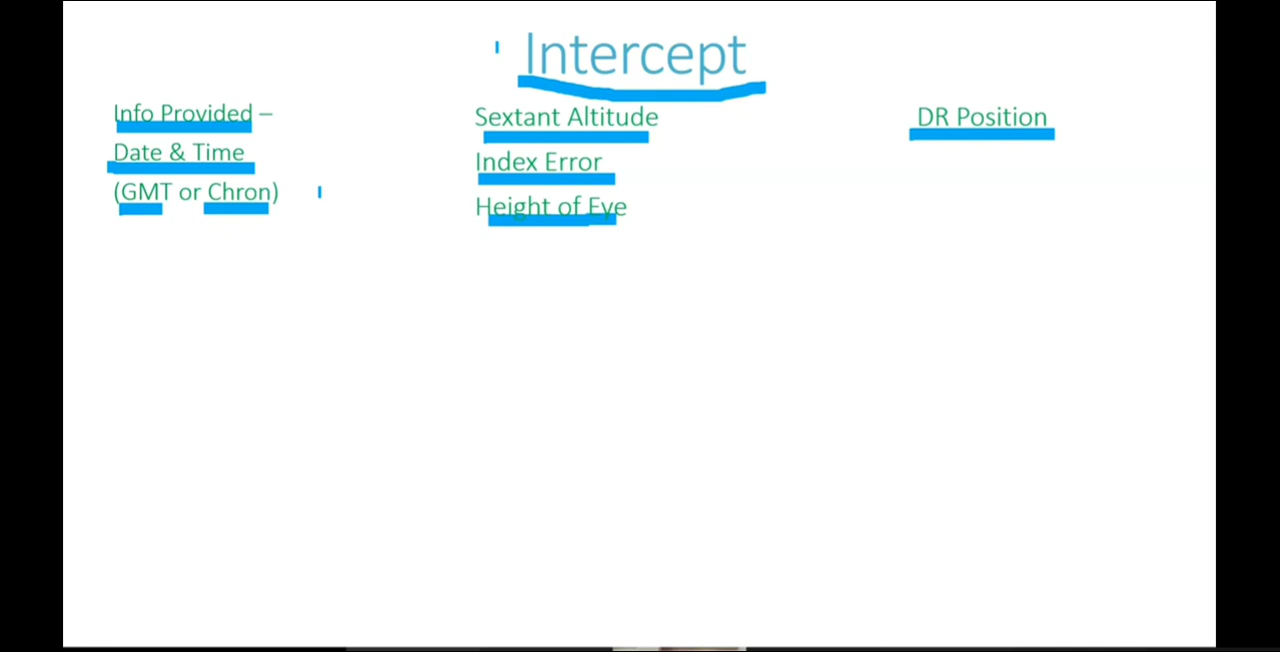 Intercept
Info Provided –
Date & Time
(GMT or Chron)
Sextant Altitude
Index Error
Height of Eye
DR Position